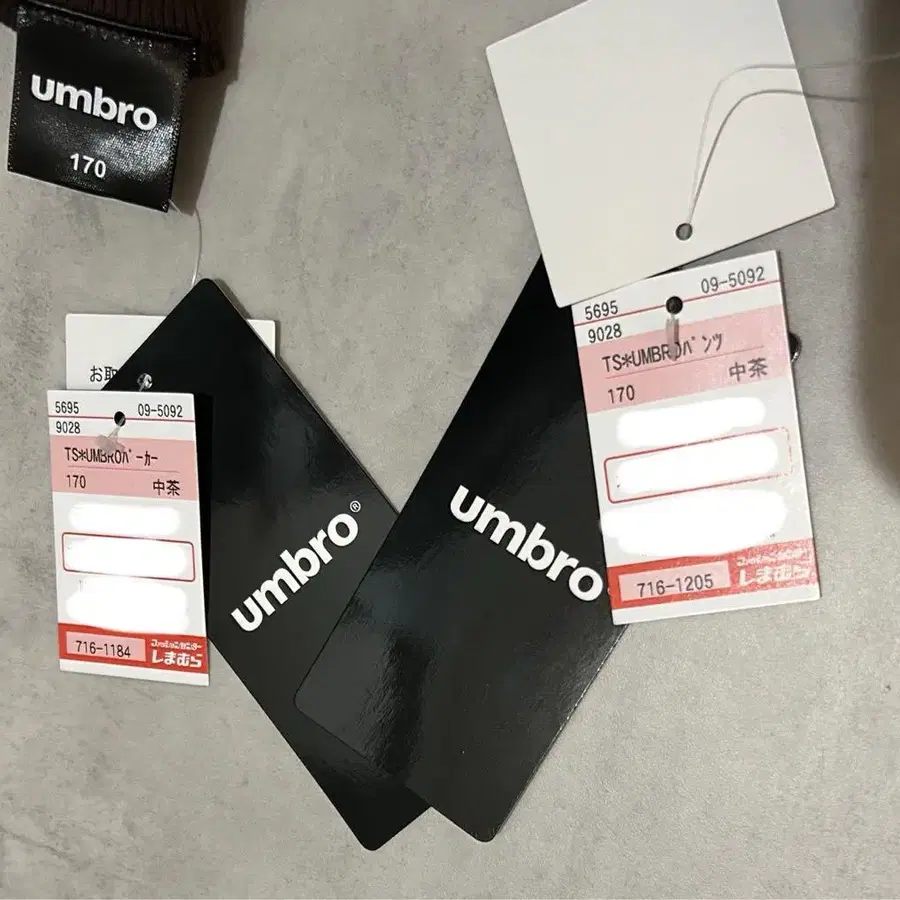 umbro
170
お取
5695 09-5092
9028
TS*UMBROパーカー
170 中茶
716-1184
ファッションセンター
しまむら
umbro®
umbro
5695 09-5092
9028
TS*UMBROパンツ
170 中茶
716-1205
ファッションセンター
しまむら